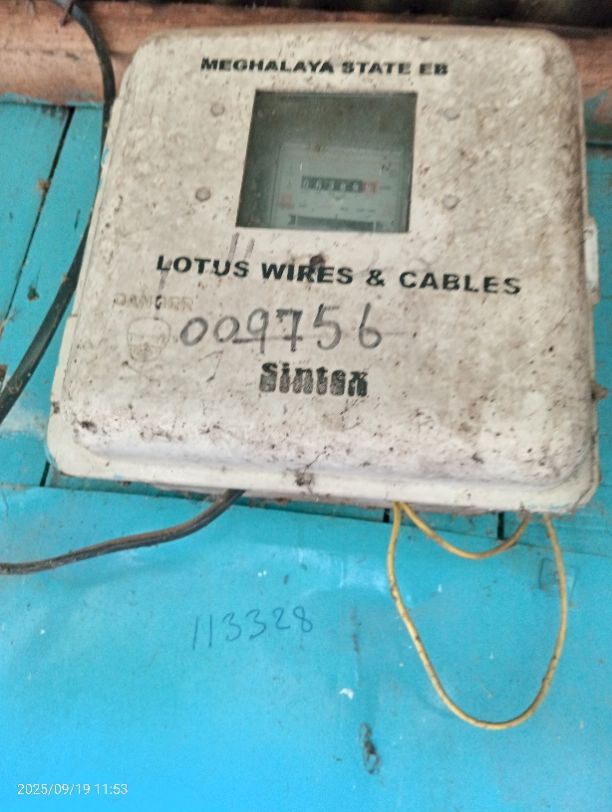 MEGHALAYA STATE EB
LOTUS WIRES & CABLES
DANGER
009756
Sintex
113328
2025/09/19 11:53